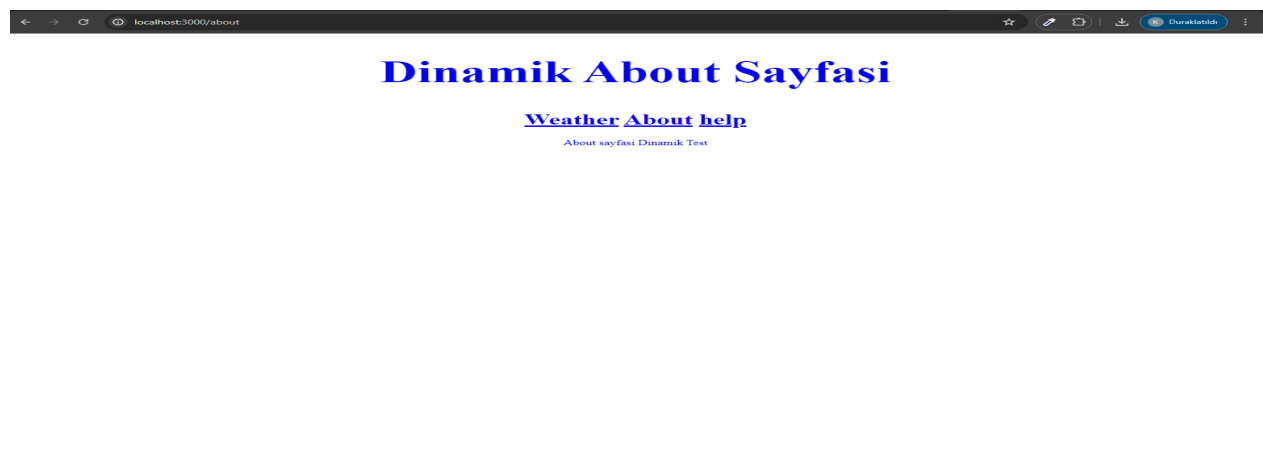 localhost:3000/about
K Duraklatıldı
Dinamik About Sayfasi
Weather About help
About sayfasi Dinamik Test